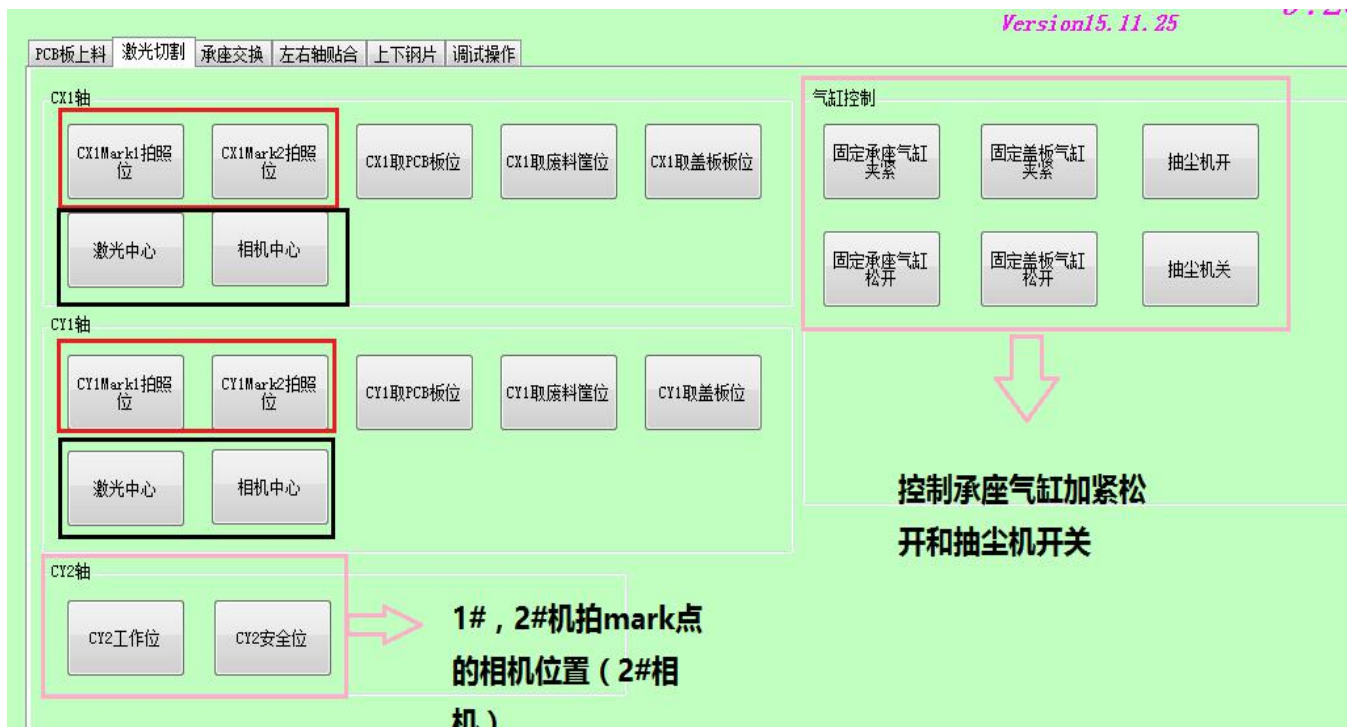 Version15.11.25
PCB板上料 激光切割 承座交换 左右轴贴合 上下钢片 调试操作
CX1轴
CX1Mark1拍照
位
CX1Mark2拍照
位
CX1取PCB板位
CX1取废料筐位
CX1取盖板板位
激光中心
相机中心
CY1轴
CY1Mark1拍照
位
CY1Mark2拍照
位
CY1取PCB板位
CY1取废料筐位
CY1取盖板位
激光中心
相机中心
CY2轴
CY2工作位
CY2安全位
1#，2#机拍mark点
的相机位置（2#相
机）
气缸控制
固定承座气缸
夹紧
固定盖板气缸
夹紧
抽尘机开
固定承座气缸
松开
固定盖板气缸
松开
抽尘机关
控制承座气缸加紧松
开和抽尘机开关